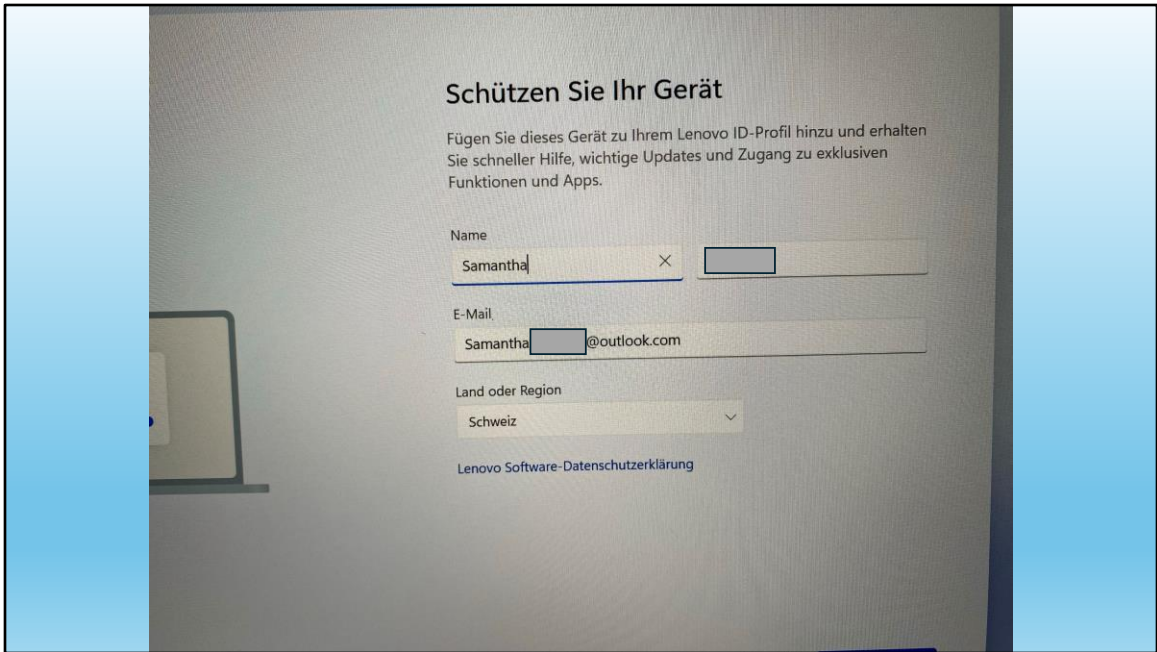 Schützen Sie Ihr Gerät
Fügen Sie dieses Gerät zu Ihrem Lenovo ID-Profil hinzu und erhalten
Sie schneller Hilfe, wichtige Updates und Zugang zu exklusiven
Funktionen und Apps.
Name
Samantha
E-Mail
Samantha @outlook.com
Land oder Region
Schweiz
Lenovo Software-Datenschutzerklärung